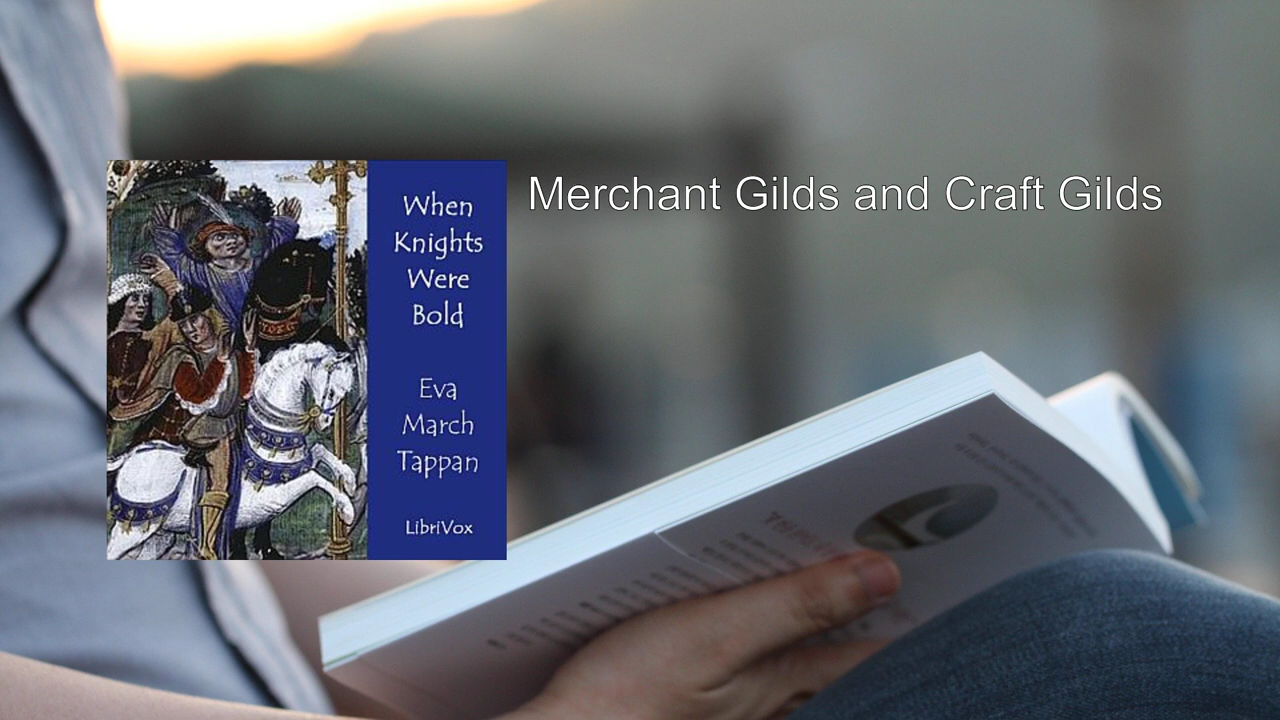 Merchant Gilds and Craft Gilds
When
Knights
Were
Bold
Eva
March
Tappan
LibriVox